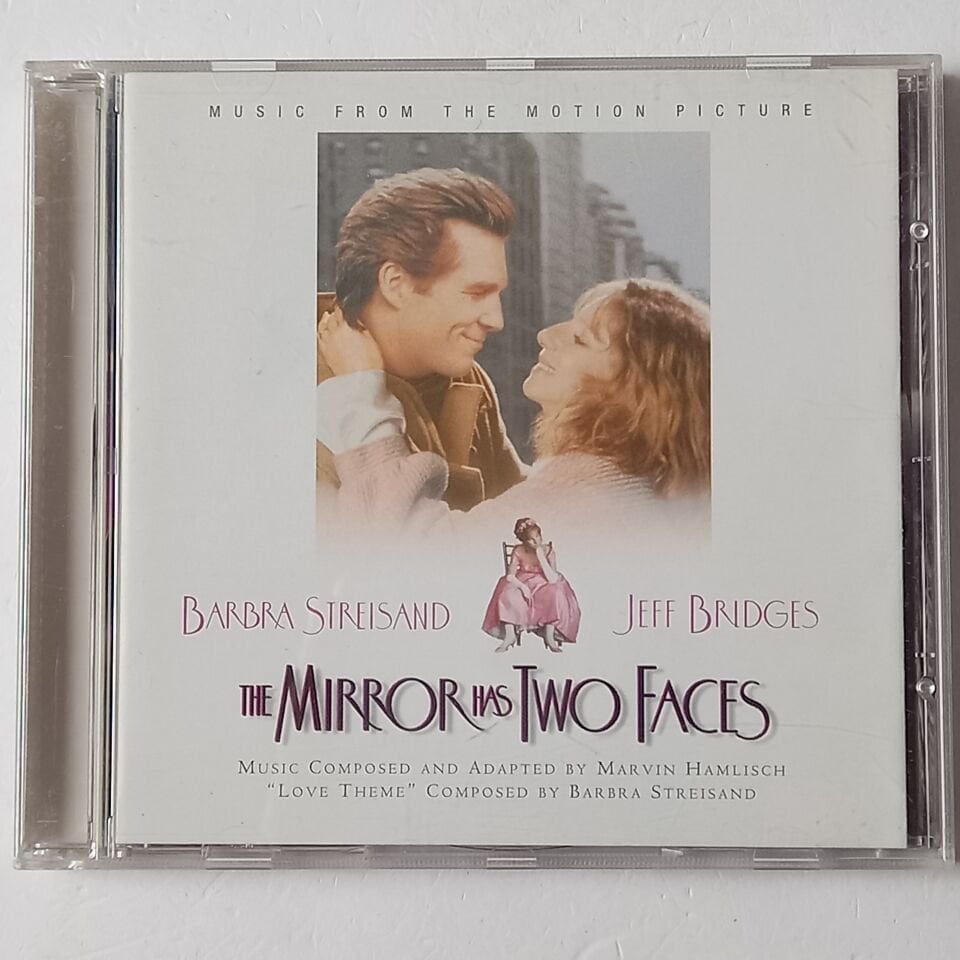 MUSIC FROM THE MOTION PICTURE
BARBRA STREISAND JEFF BRIDGES
THE MIRROR HAS TWO FACES
MUSIC COMPOSED AND ADAPTED BY MARVIN HAMLISCH
"LOVE THEME" COMPOSED BY BARBRA STREISAND